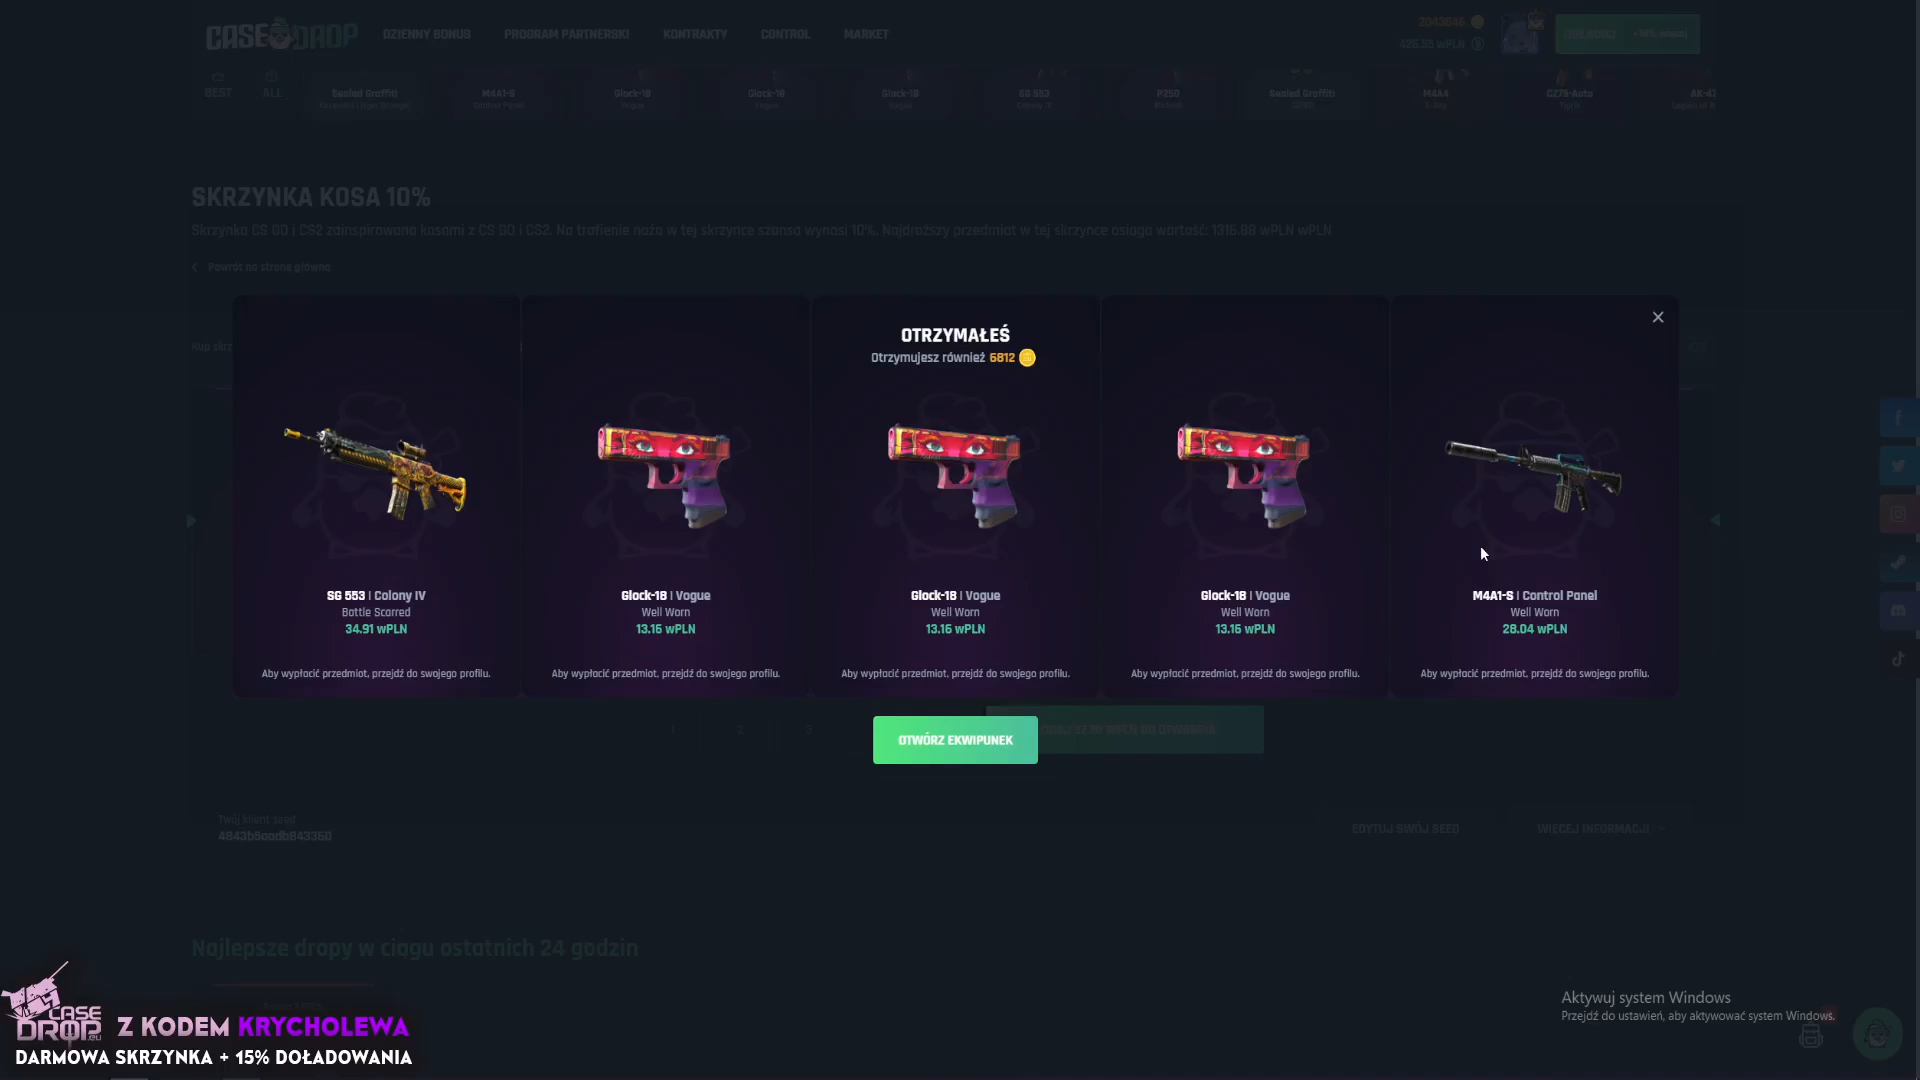 CASE DROP
DZIENNY BONUS
PROGRAM PARTNERSKI
KONTRAKTY
CONTROL
MARKET
2043646
426.55 wPLN
BEST
ALL
Sealed Graffiti
M4A1-S
Control Panel
Glock-18
Vogue
Glock-18
Vogue
Glock-18
Vogue
SG 553
Colony IV
P250
Sealed Graffiti
M4A4
X-Ray
CZ75-Auto
SKRZYNKA KOSA 10%
Skrzynka CS GO i CS2 zainspirowana kosami z CS GO i CS2. Na trafienie noża w tej skrzynce szansa wynosi 10%. Najdroższy przedmiot w tej skrzynce osiąga wartość: 1316.88 wPLN wPLN
Powrót na stronę główną
OTRZYMAŁEŚ
Otrzymujesz również 6812
SG 553 | Colony IV
Battle Scarred
34.91 wPLN
Aby wypłacić przedmiot, przejdź do swojego profilu.
Glock-18 | Vogue
Well Worn
13.16 wPLN
Aby wypłacić przedmiot, przejdź do swojego profilu.
Glock-18 | Vogue
Well Worn
13.16 wPLN
Aby wypłacić przedmiot, przejdź do swojego profilu.
Glock-18 | Vogue
Well Worn
13.16 wPLN
Aby wypłacić przedmiot, przejdź do swojego profilu.
M4A1-S | Control Panel
Well Worn
28.04 wPLN
Aby wypłacić przedmiot, przejdź do swojego profilu.
1
2
3
OTWÓRZ EKWIPUNEK
Twój klient seed
4843b5aadb843360
EDYTUJ SWÓJ SEED
WIĘCEJ INFORMACJI
Najlepsze dropy w ciągu ostatnich 24 godzin
CASE
DROP.eu
Z KODEM KRYCHOLEWA
DARMOWA SKRZYNKA + 15% DOŁADOWANIA
Aktywuj system Windows
Przejdź do ustawień, aby aktywować system Windows.